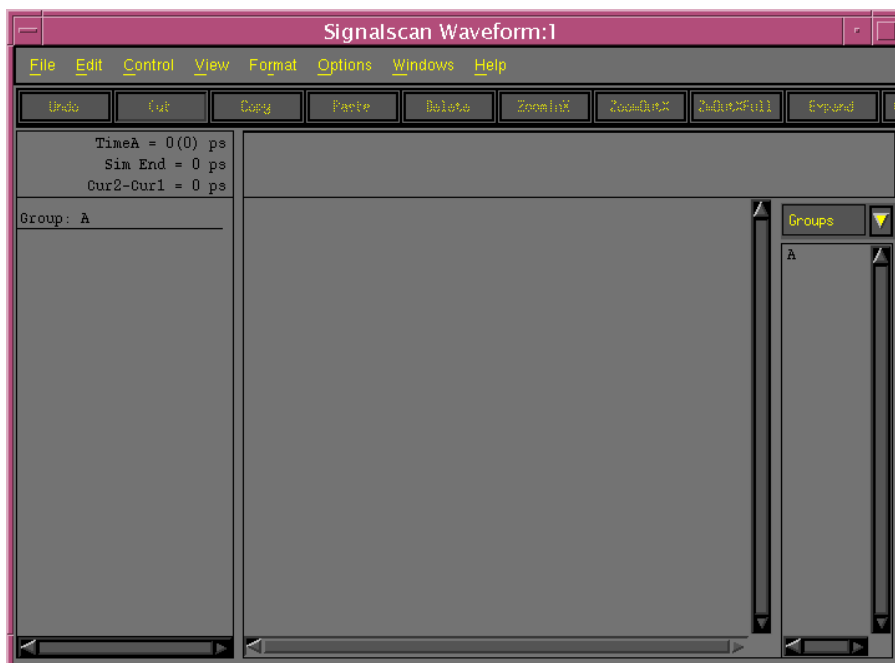 Signalscan Waveform:1
File Edit Control View Format Options Windows Help
Undo Cut Copy Paste Delete ZoomInX ZoomOutX ZmOutXFull Expand
TimeA = 0(0) ps
Sim End = 0 ps
Cur2-Cur1 = 0 ps
Group: A
Groups
A